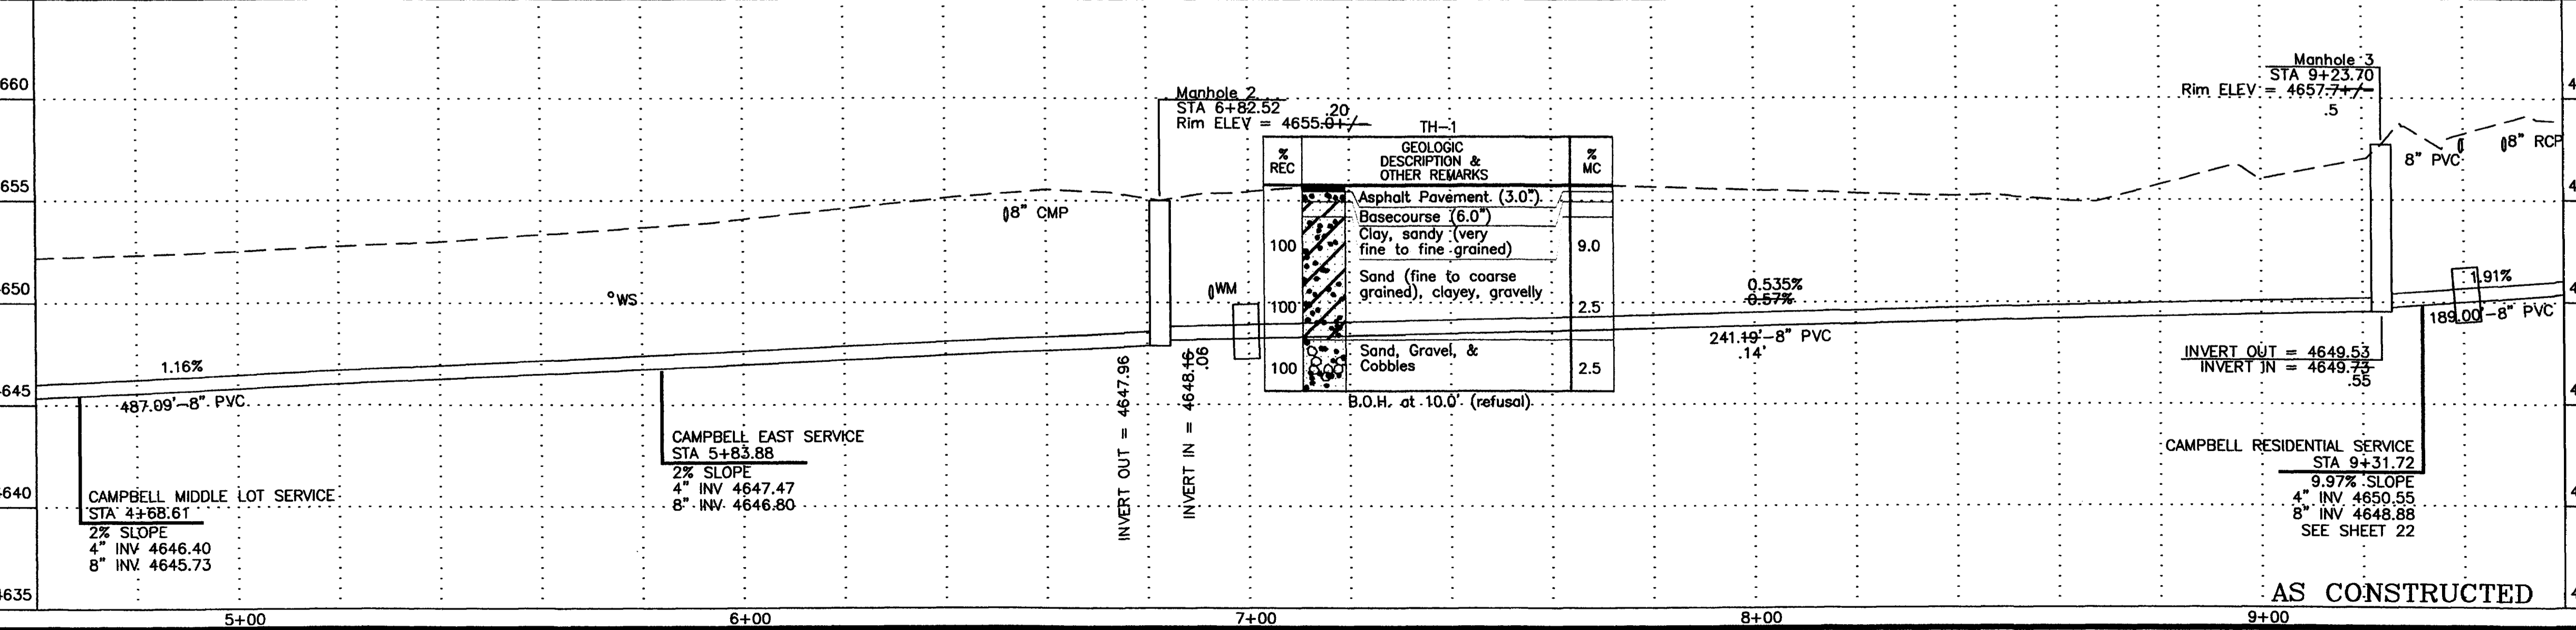 660
655
650
645
640
635
Manhole 2
STA 6+82.52
.20
Rim ELEV = 4655.0+/-
TH-1
% REC
GEOLOGIC
DESCRIPTION &
OTHER REMARKS
% MC
Asphalt Pavement (3.0")
Basecourse (6.0")
Clay, sandy (very
fine to fine grained)
100
9.0
Sand (fine to coarse
grained), clayey, gravelly
100
2.5
Sand, Gravel, &
Cobbles
100
2.5
B.O.H. at 10.0' (refusal)
Manhole 3
STA 9+23.70
Rim ELEV = 4657.7+/-
.5
8" PVC
8" RCP
8" CMP
WS
WM
1.16%
487.09'-8" PVC
0.535%
0.57%
241.19'-8" PVC
.14'
1.91%
189.00'-8" PVC
INVERT OUT = 4647.96
INVERT IN = 4648.16
.06
INVERT OUT = 4649.53
INVERT IN = 4649.73
.55
CAMPBELL MIDDLE LOT SERVICE
STA 4+68.61
2% SLOPE
4" INV 4646.40
8" INV 4645.73
CAMPBELL EAST SERVICE
STA 5+83.88
2% SLOPE
4" INV 4647.47
8" INV 4646.80
CAMPBELL RESIDENTIAL SERVICE
STA 9+31.72
9.97% SLOPE
4" INV 4650.55
8" INV 4648.88
SEE SHEET 22
AS CONSTRUCTED
5+00
6+00
7+00
8+00
9+00